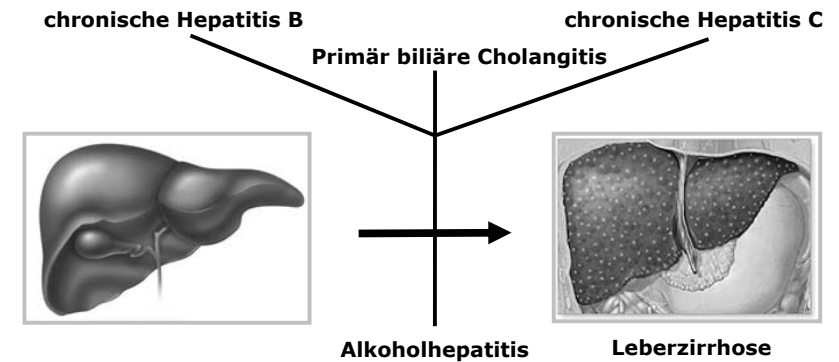 chronische Hepatitis B
chronische Hepatitis C
Primär biliäre Cholangitis
Alkoholhepatitis
Leberzirrhose